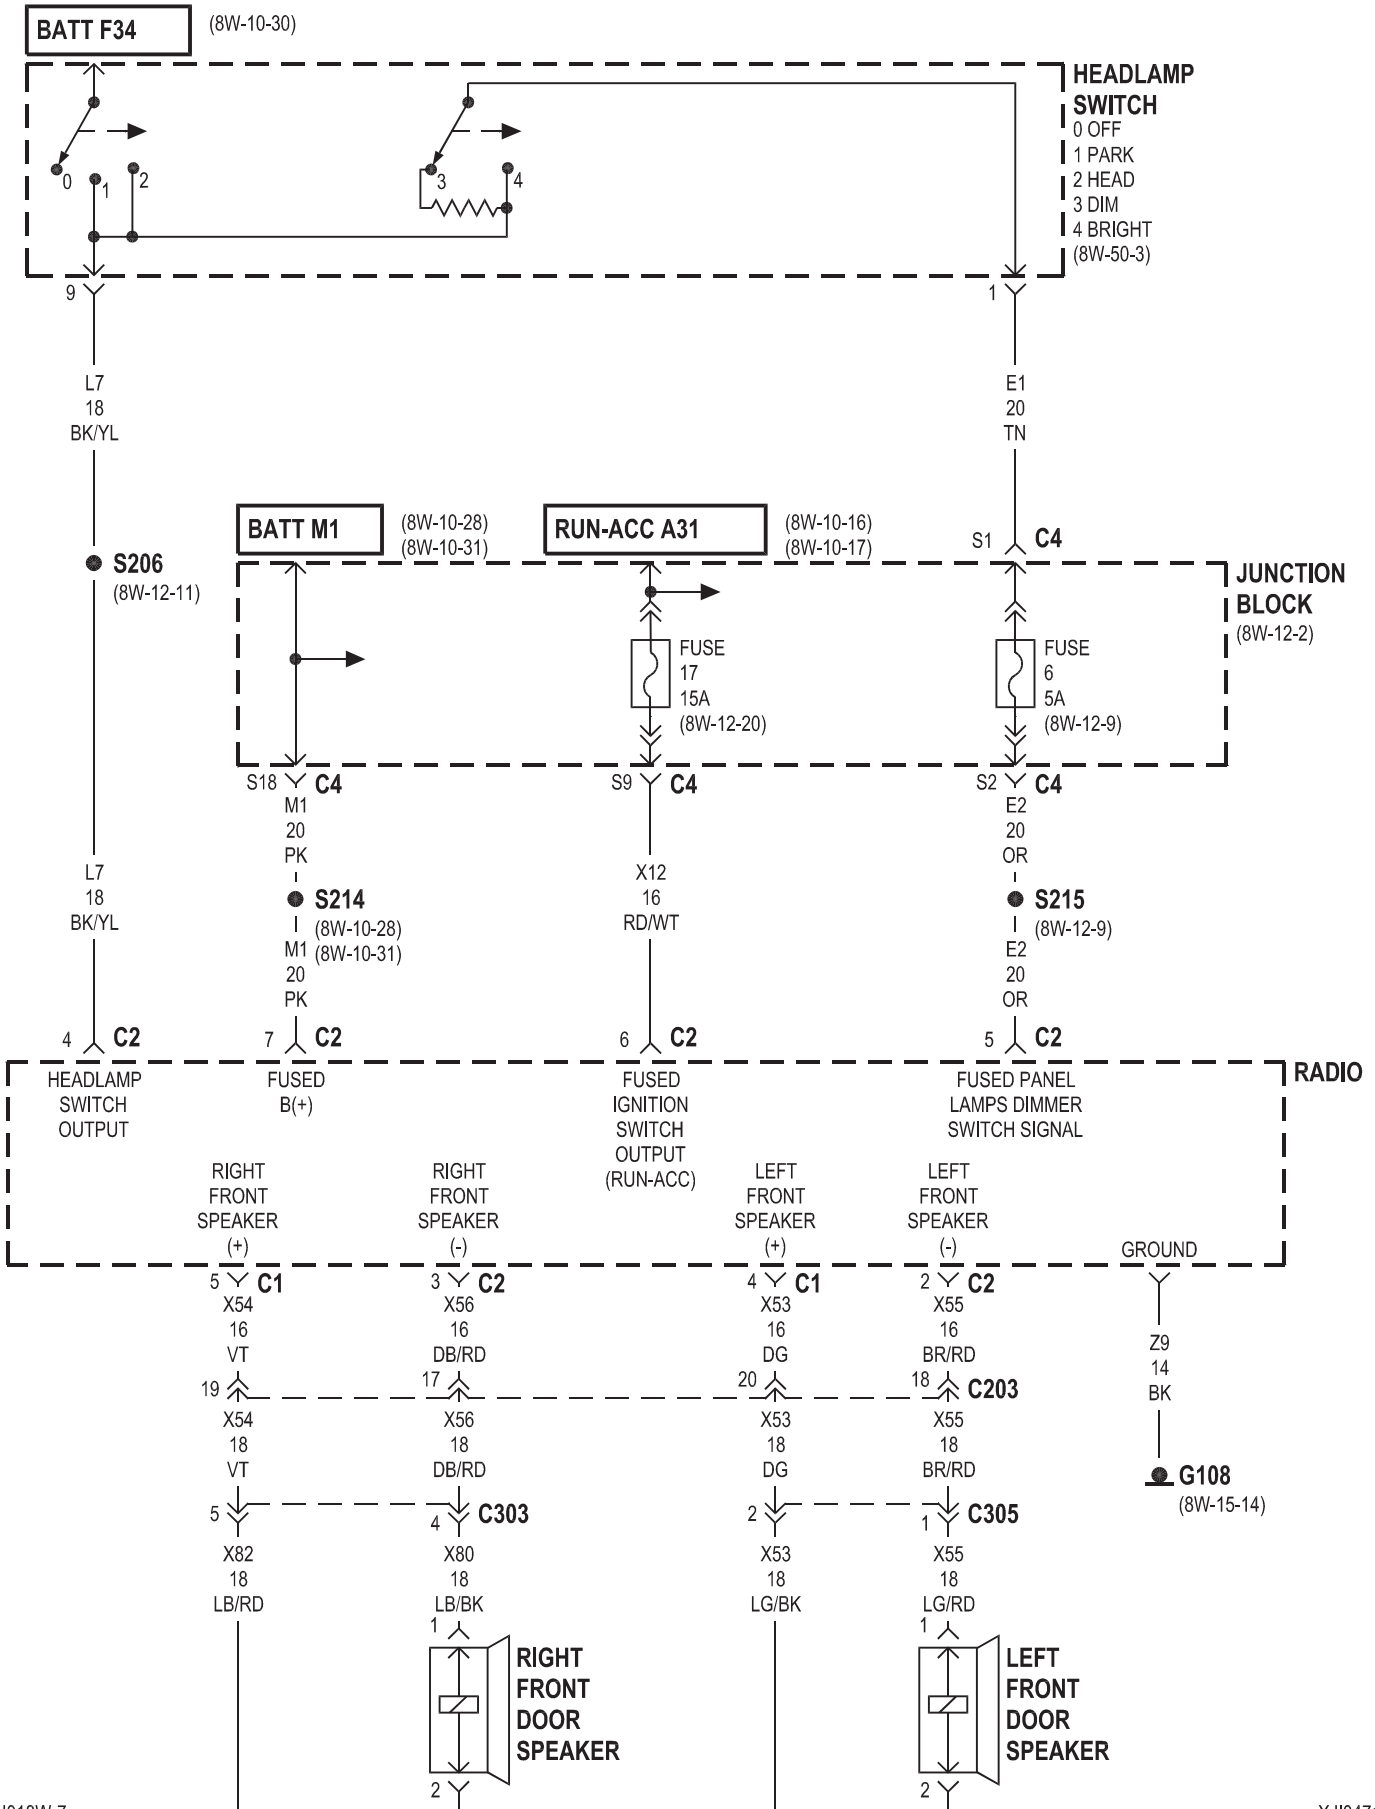 BATT F34 (8W-10-30)
HEADLAMP
SWITCH
0 OFF
1 PARK
2 HEAD
3 DIM
4 BRIGHT
(8W-50-3)
0 1 2 3 4
9 1
L7
18
BK/YL
E1
20
TN
S206
(8W-12-11)
BATT M1 (8W-10-28)
(8W-10-31)
RUN-ACC A31 (8W-10-16)
(8W-10-17)
S1 C4
JUNCTION
BLOCK
(8W-12-2)
FUSE
17
15A
(8W-12-20)
FUSE
6
5A
(8W-12-9)
S18 C4 S9 C4 S2 C4
M1
20
PK
E2
20
OR
L7
18
BK/YL
S214
(8W-10-28)
(8W-10-31)
M1
20
PK
X12
16
RD/WT
S215
(8W-12-9)
E2
20
OR
4 C2 7 C2 6 C2 5 C2
RADIO
HEADLAMP
SWITCH
OUTPUT
FUSED
B(+)
FUSED
IGNITION
SWITCH
OUTPUT
(RUN-ACC)
FUSED PANEL
LAMPS DIMMER
SWITCH SIGNAL
RIGHT
FRONT
SPEAKER
(+)
RIGHT
FRONT
SPEAKER
(-)
LEFT
FRONT
SPEAKER
(+)
LEFT
FRONT
SPEAKER
(-)
GROUND
5 C1 3 C2 4 C1 2 C2
X54 X56 X53 X55
16 16 16 16
VT DB/RD DG BR/RD
Z9
14
BK
19 17 20 18 C203
X54 X56 X53 X55
18 18 18 18
VT DB/RD DG BR/RD
G108
(8W-15-14)
5 4 C303 2 1 C305
X82 X80 X53 X55
18 18 18 18
LB/RD LB/BK LG/BK LG/RD
1 1
RIGHT
FRONT
DOOR
SPEAKER
LEFT
FRONT
DOOR
SPEAKER
2 2